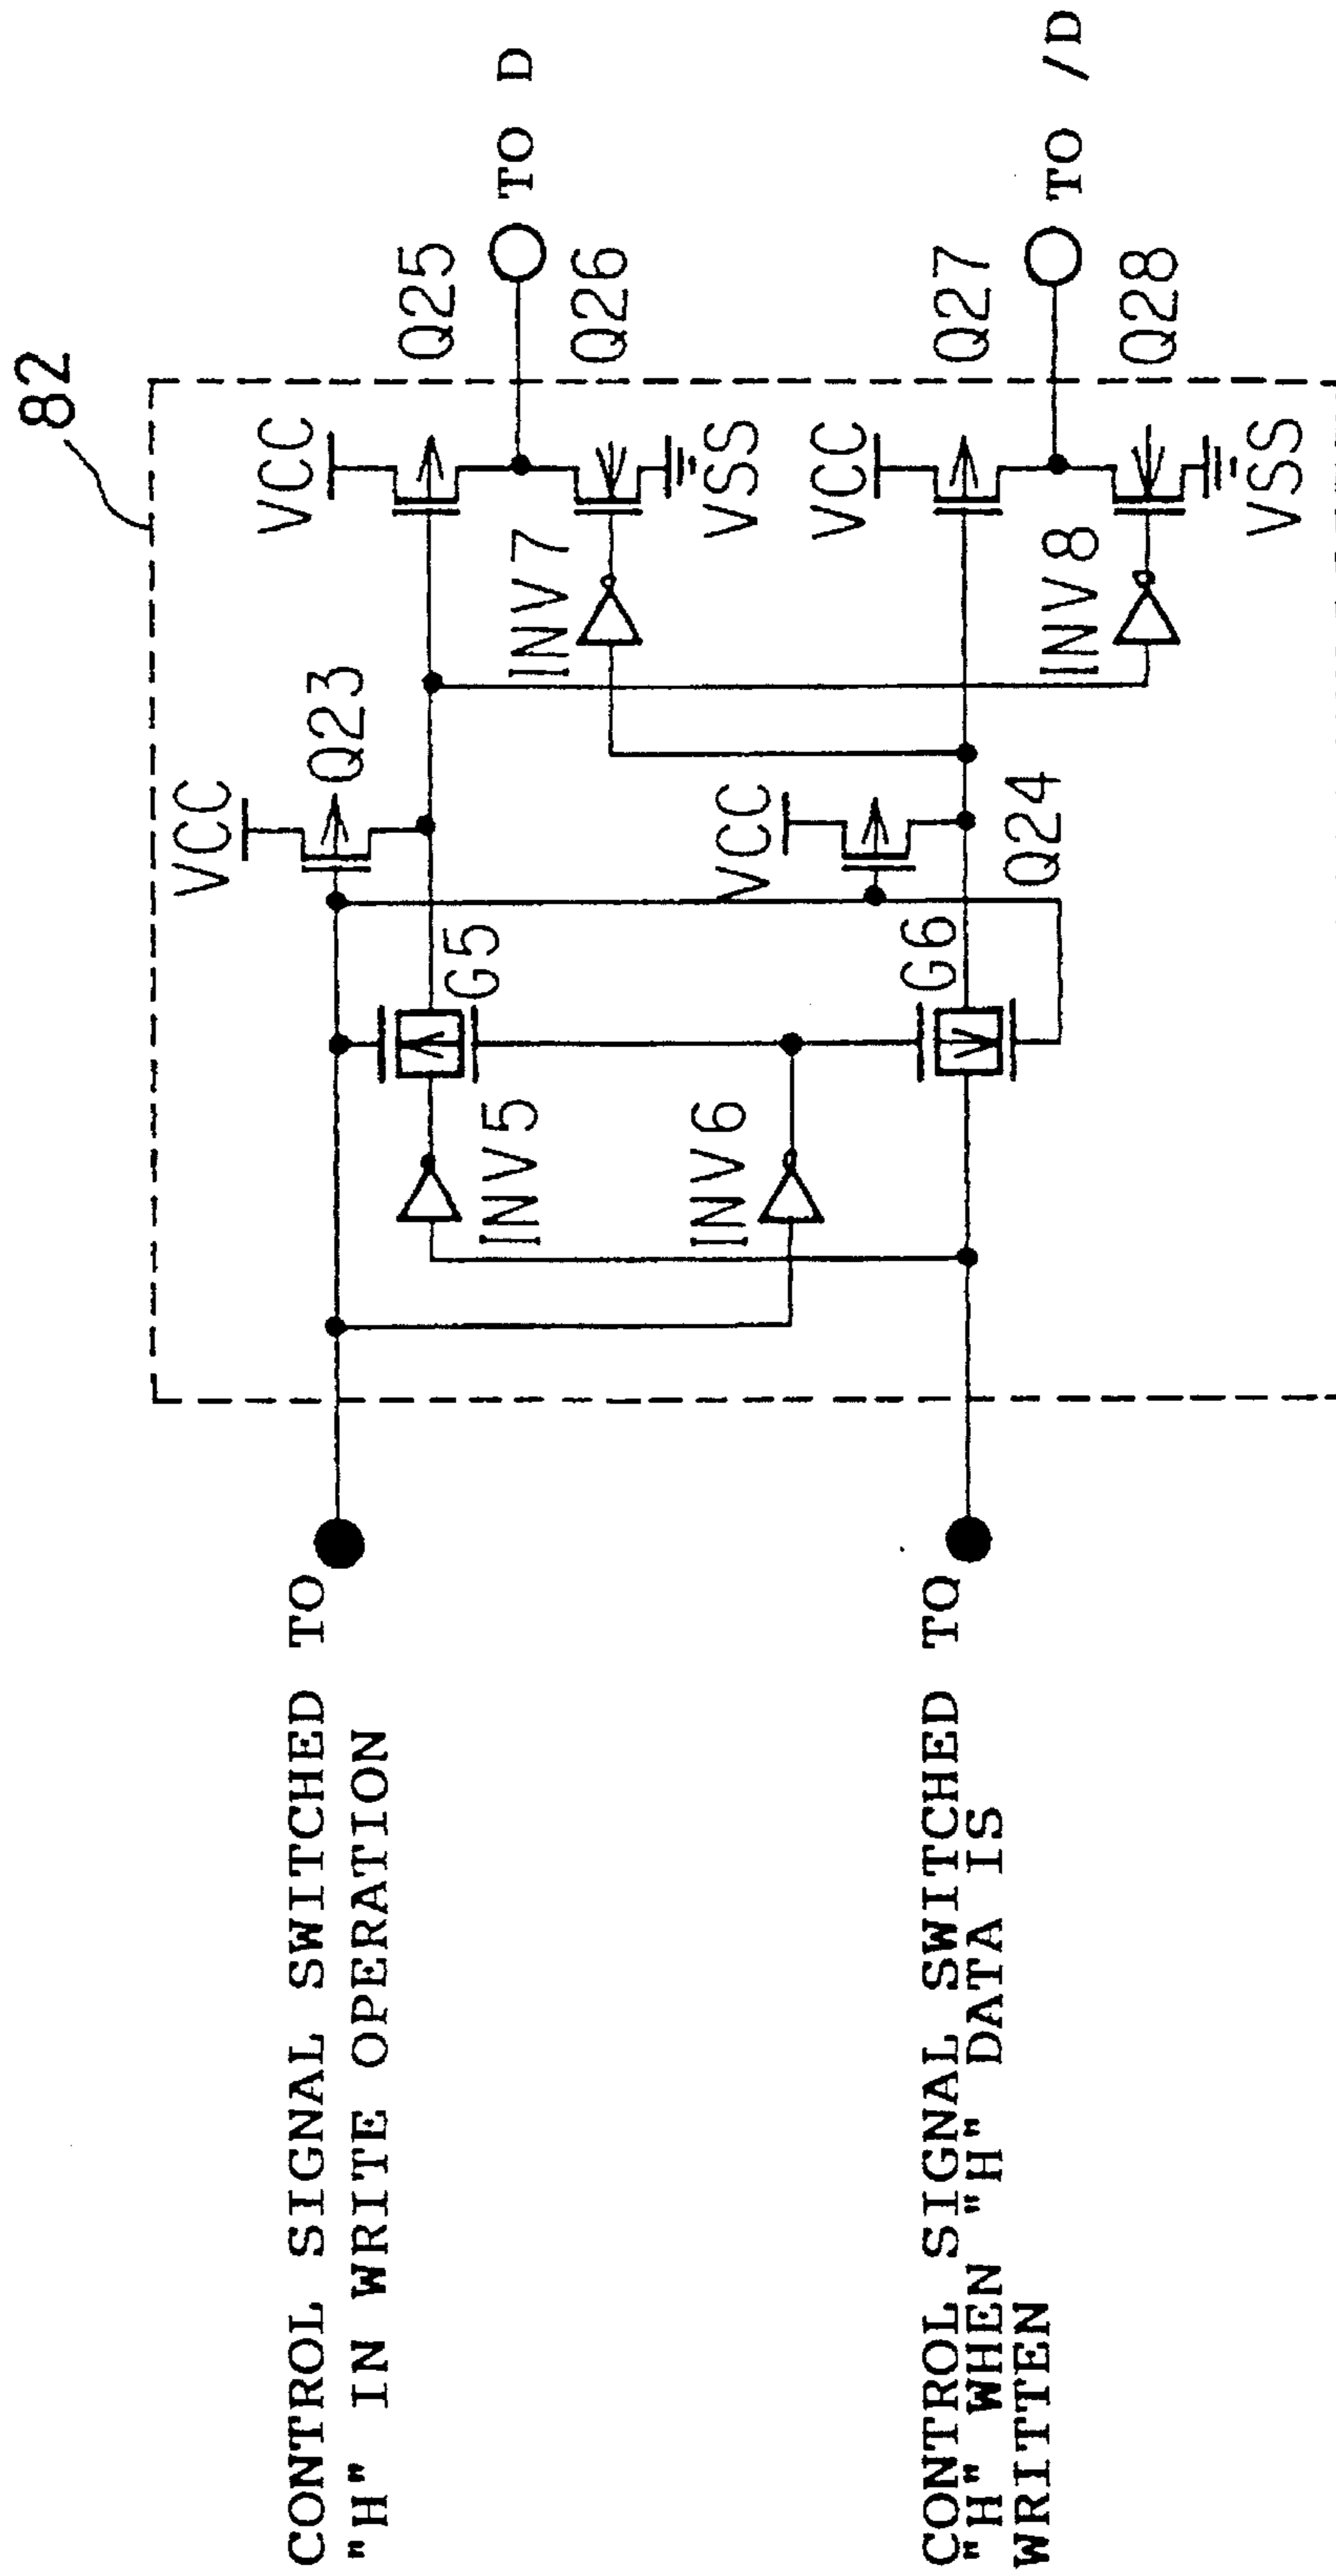 82
CONTROL SIGNAL SWITCHED TO
"H" IN WRITE OPERATION
CONTROL SIGNAL SWITCHED TO
"H" WHEN "H" DATA IS
WRITTEN
VCC
Q23
VCC
Q25
TO D
INV7
Q26
VSS
G5
INV5
INV6
VCC
Q24
G6
VCC
Q27
TO /D
INV8
Q28
VSS